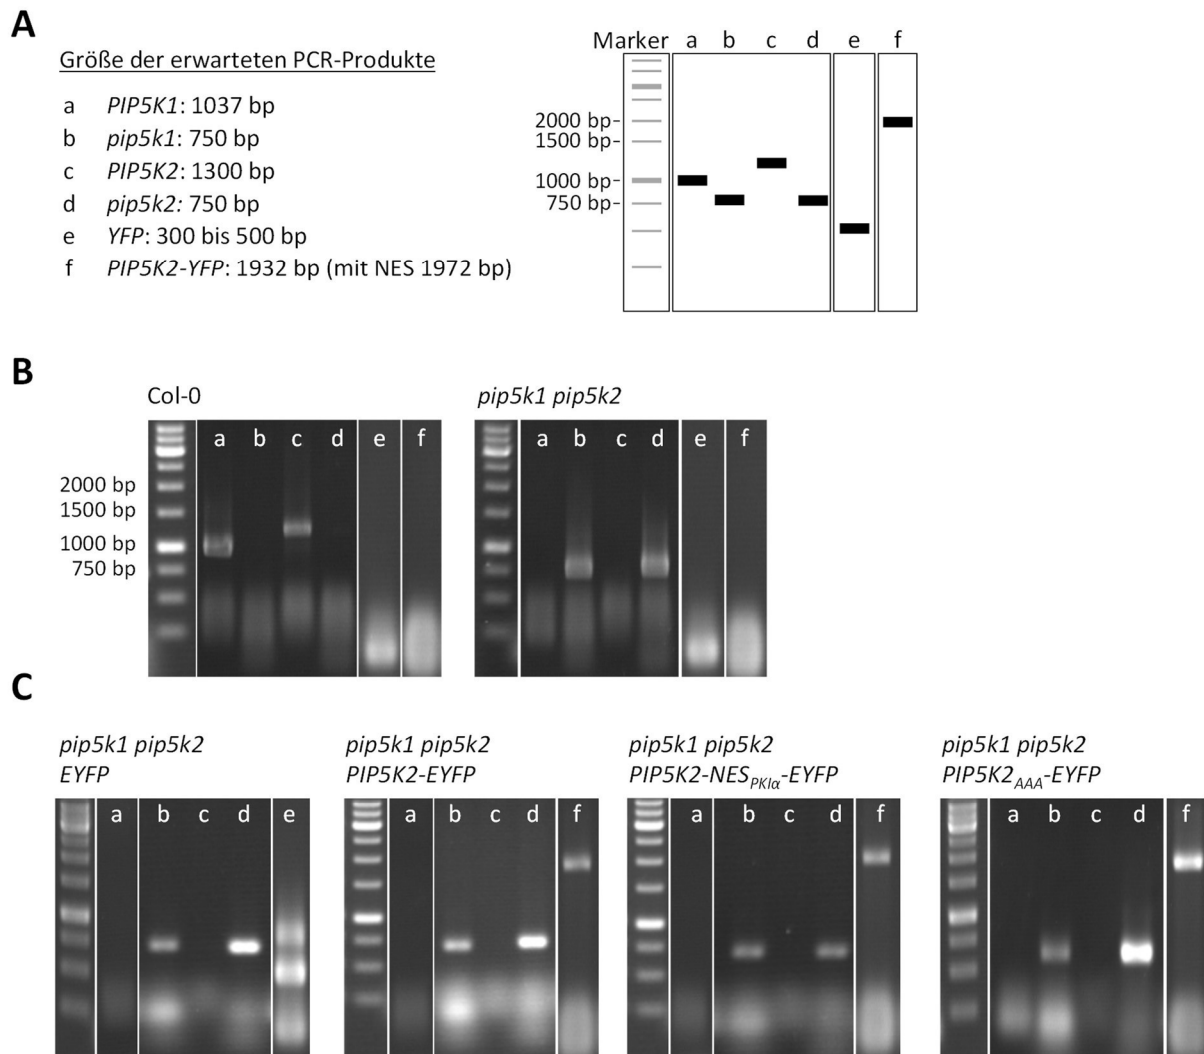 A
Größe der erwarteten PCR-Produkte
a PIP5K1: 1037 bp
b pip5k1: 750 bp
c PIP5K2: 1300 bp
d pip5k2: 750 bp
e YFP: 300 bis 500 bp
f PIP5K2-YFP: 1932 bp (mit NES 1972 bp)
Marker a b c d e f
2000 bp
1500 bp
1000 bp
750 bp
B
Col-0
a b c d e f
2000 bp
1500 bp
1000 bp
750 bp
pip5k1 pip5k2
a b c d e f
C
pip5k1 pip5k2
EYFP
a b c d e
pip5k1 pip5k2
PIP5K2-EYFP
a b c d f
pip5k1 pip5k2
PIP5K2-NESPKIα-EYFP
a b c d f
pip5k1 pip5k2
PIP5K2AAA-EYFP
a b c d f